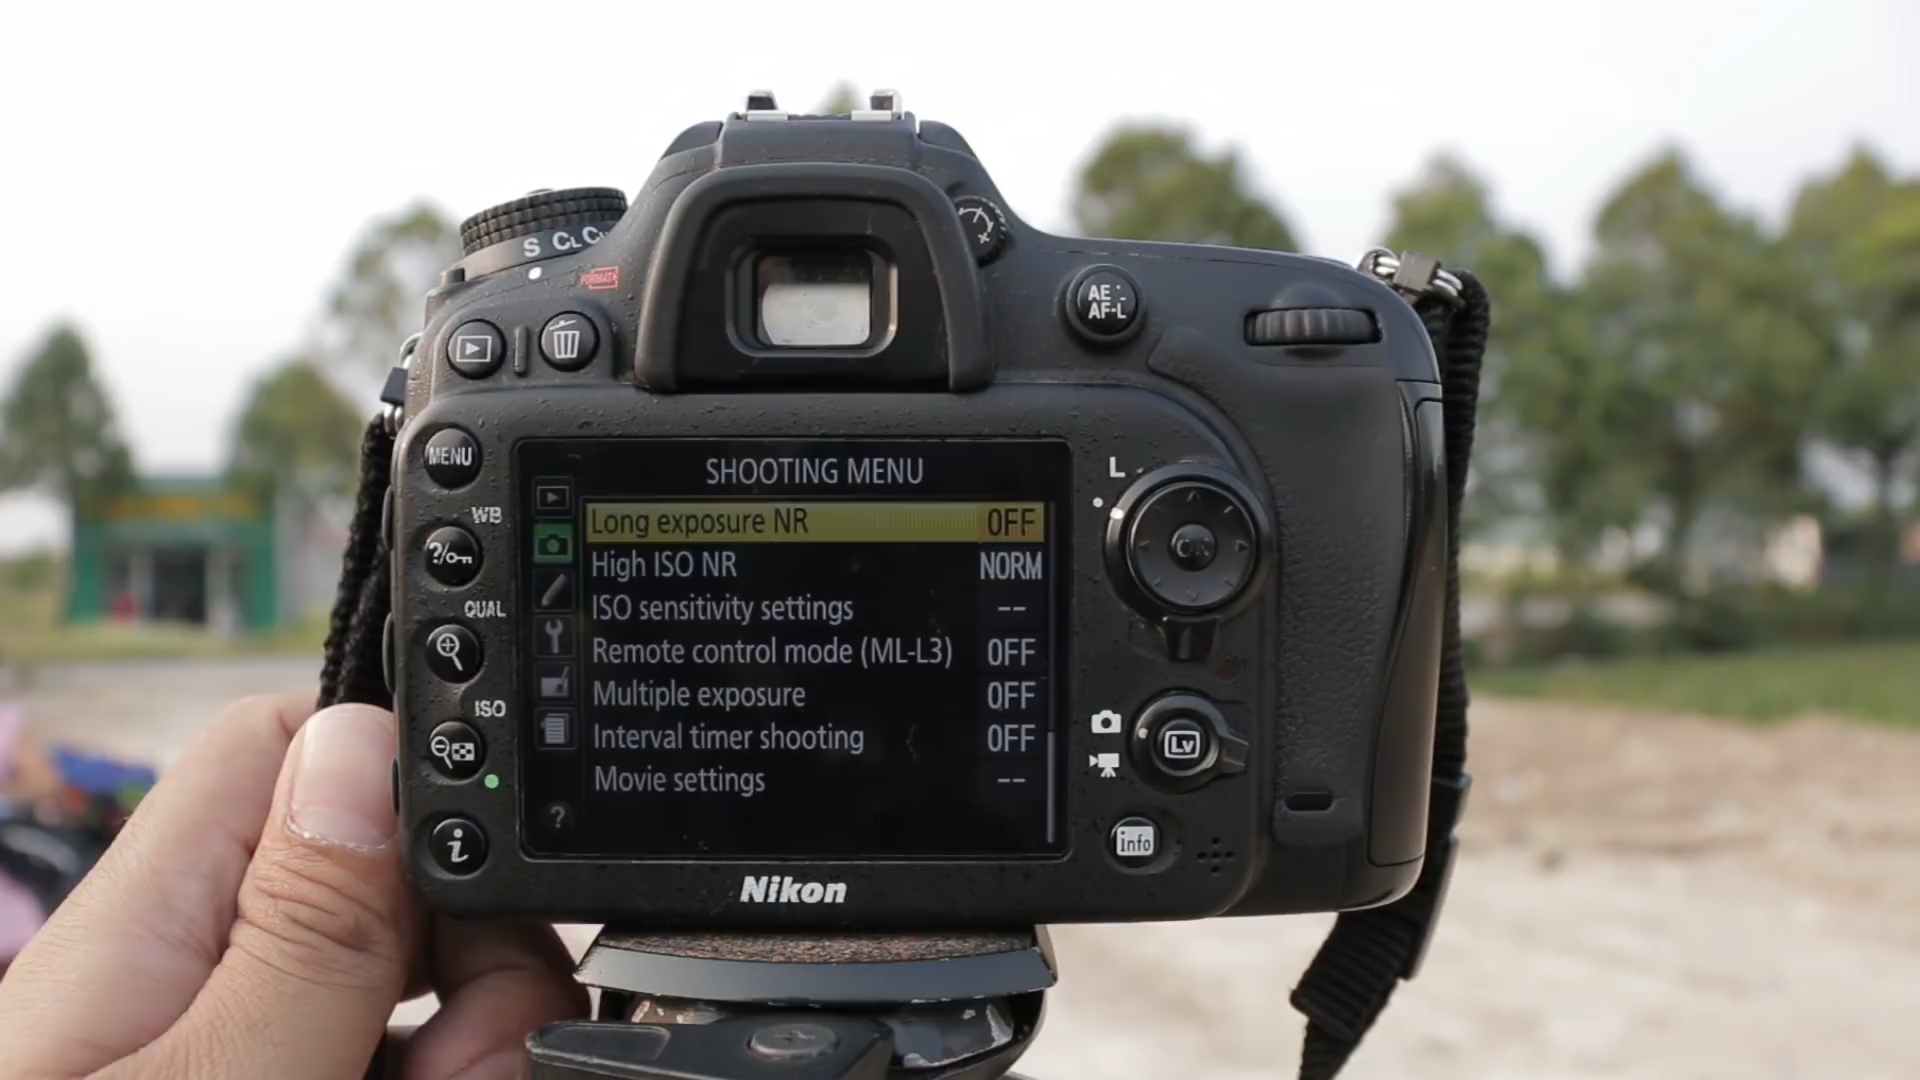 S CL CH
FORMAT
AE
AF-L
MENU
WB
?
QUAL
ISO
i
SHOOTING MENU
Long exposure NR OFF
High ISO NR NORM
ISO sensitivity settings --
Remote control mode (ML-L3) OFF
Multiple exposure OFF
Interval timer shooting OFF
Movie settings --
?
L
OK
Lv
info
Nikon